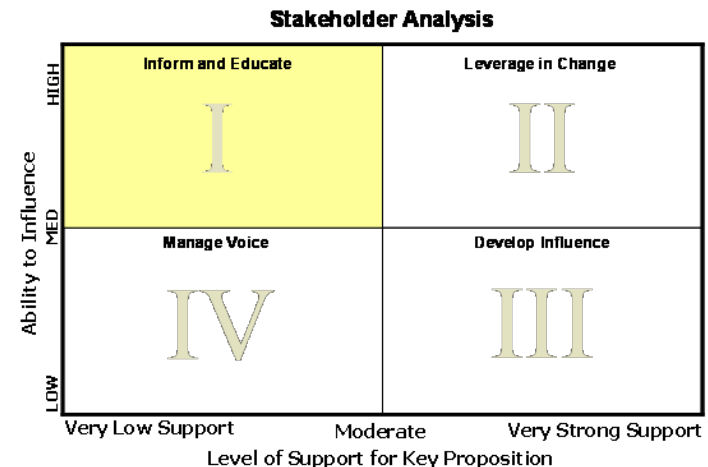 Stakeholder Analysis
Inform and Educate
Leverage in Change
I
II
HIGH
Ability to Influence
MED
Manage Voice
Develop Influence
IV
III
LOW
Very Low Support
Moderate
Very Strong Support
Level of Support for Key Proposition